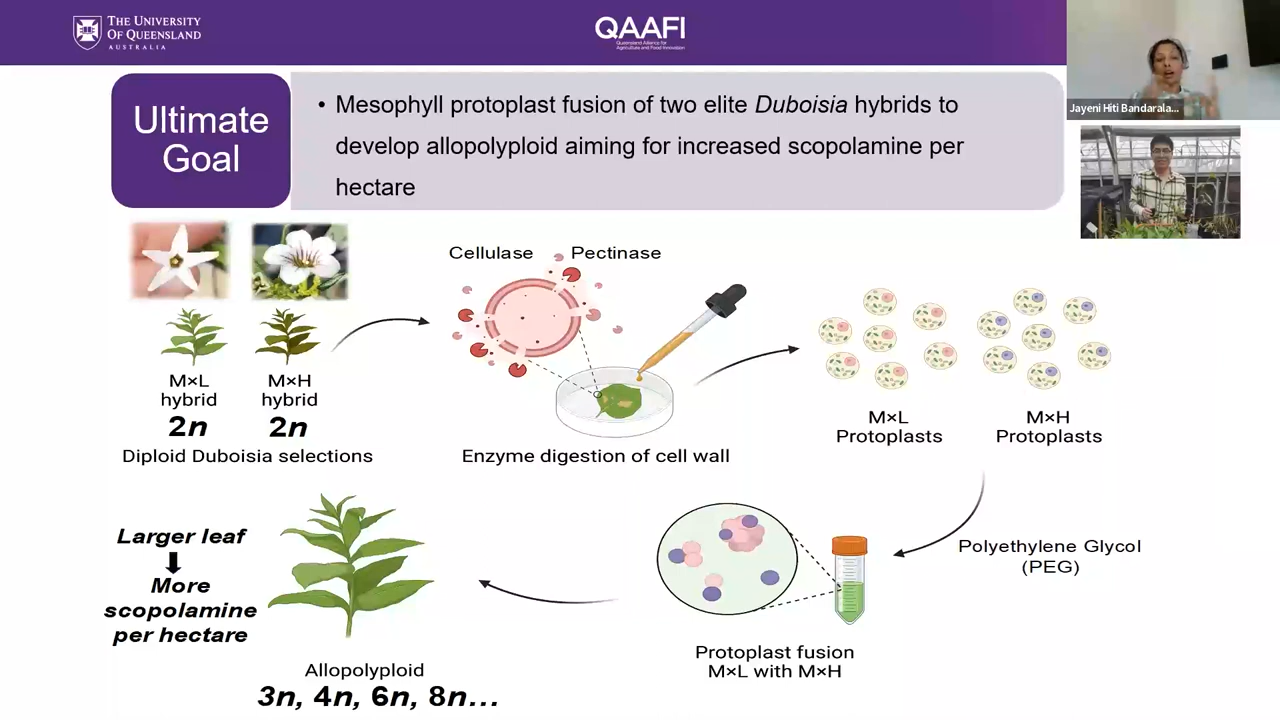 THE UNIVERSITY
OF QUEENSLAND
AUSTRALIA
QAAFI
Queensland Alliance for
Agriculture and Food Innovation
Ultimate
Goal
• Mesophyll protoplast fusion of two elite Duboisia hybrids to
develop allopolyploid aiming for increased scopolamine per
hectare
Jayeni Hiti Bandarala...
Cellulase
Pectinase
M×L
hybrid
2n
M×H
hybrid
2n
Diploid Duboisia selections
Enzyme digestion of cell wall
M×L
Protoplasts
M×H
Protoplasts
Polyethylene Glycol
(PEG)
Protoplast fusion
M×L with M×H
Larger leaf
More
scopolamine
per hectare
Allopolyploid
3n, 4n, 6n, 8n...